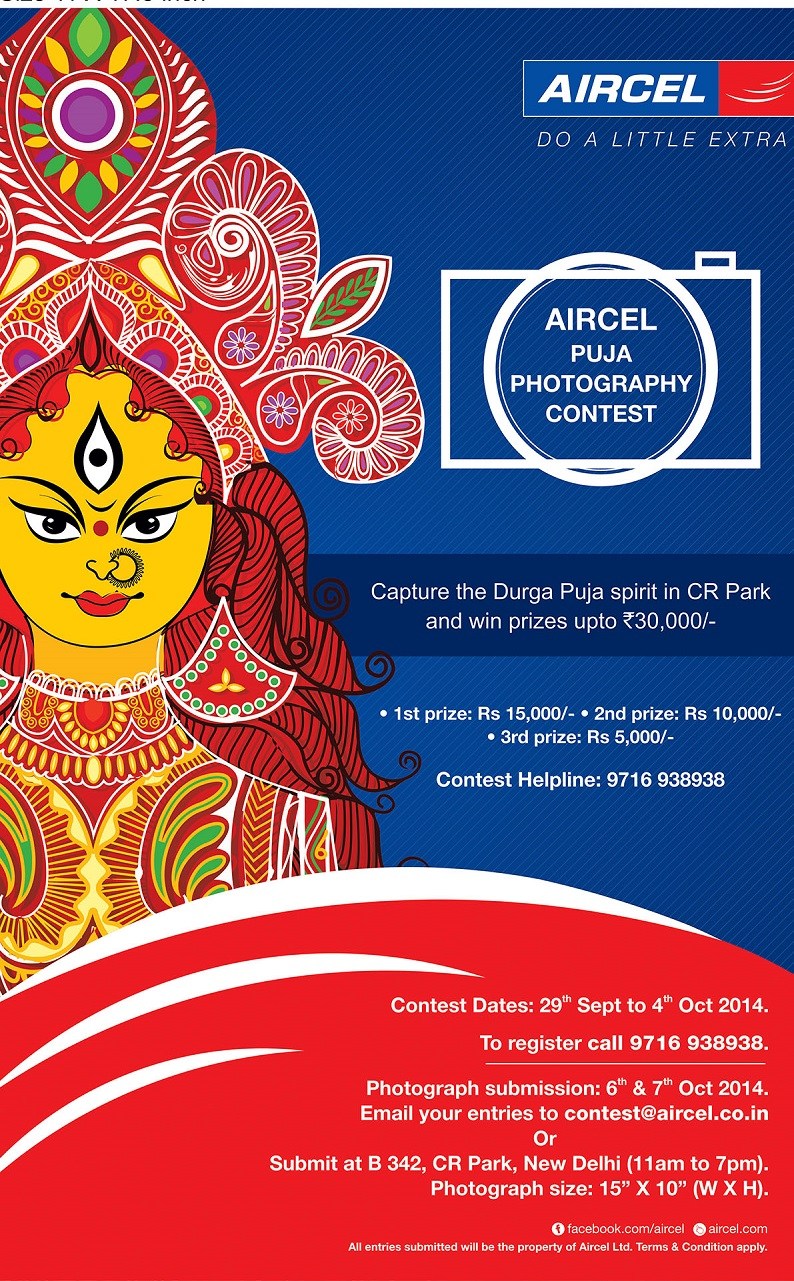 AIRCEL
DO A LITTLE EXTRA
AIRCEL
PUJA
PHOTOGRAPHY
CONTEST
Capture the Durga Puja spirit in CR Park
and win prizes upto ₹30,000/-
• 1st prize: Rs 15,000/- • 2nd prize: Rs 10,000/-
• 3rd prize: Rs 5,000/-
Contest Helpline: 9716 938938
Contest Dates: 29th Sept to 4th Oct 2014.
To register call 9716 938938.
Photograph submission: 6th & 7th Oct 2014.
Email your entries to contest@aircel.co.in
Or
Submit at B 342, CR Park, New Delhi (11am to 7pm).
Photograph size: 15” X 10” (W X H).
facebook.com/aircel aircel.com
All entries submitted will be the property of Aircel Ltd. Terms & Condition apply.